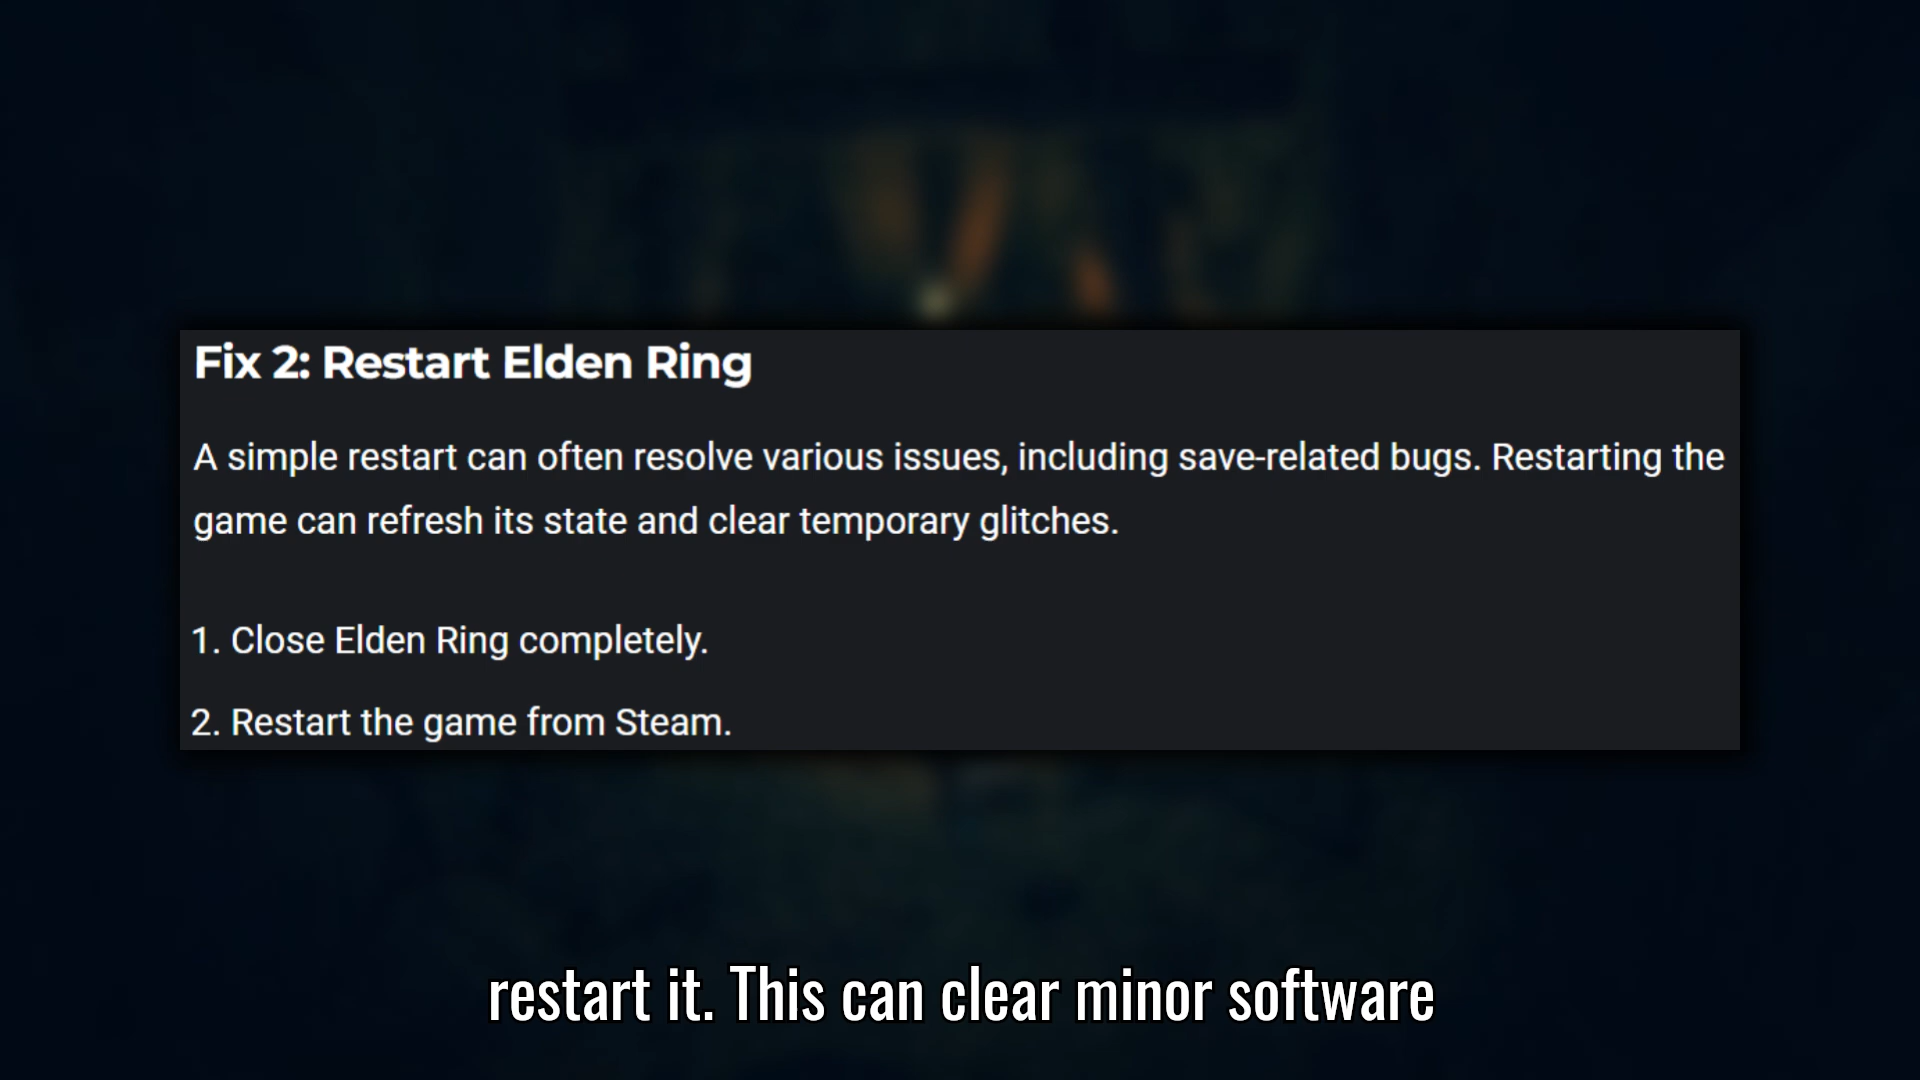 Fix 2: Restart Elden Ring
A simple restart can often resolve various issues, including save-related bugs. Restarting the
game can refresh its state and clear temporary glitches.
1. Close Elden Ring completely.
2. Restart the game from Steam.
restart it. This can clear minor software